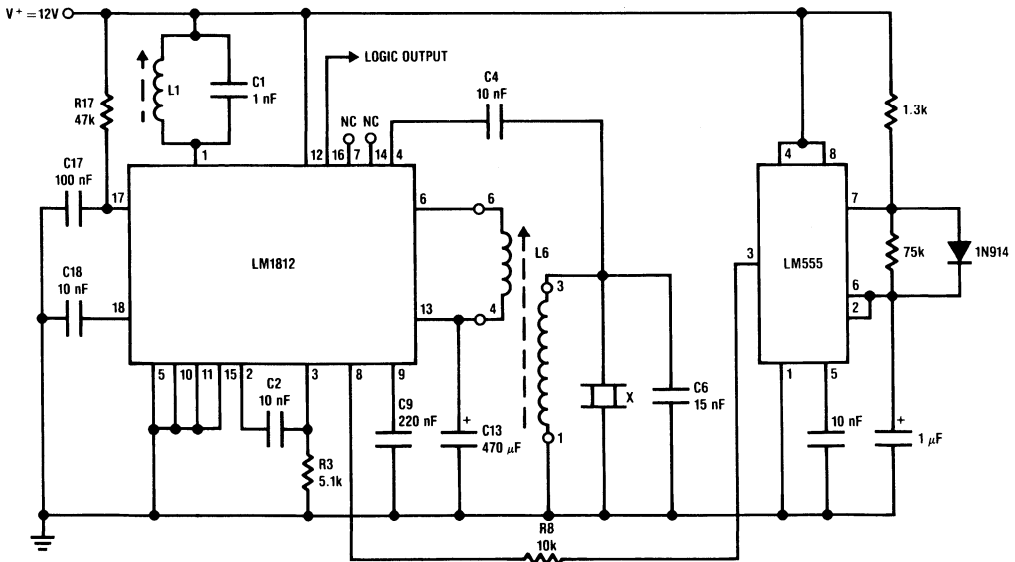 V+ = 12V
LOGIC OUTPUT
L1
C1
1 nF
C4
10 nF
R17
47k
1.3k
NC NC
1
12 16 7 14 4
4 8
C17
100 nF
17
6
6
7
L6
LM1812
3
LM555
75k
1N914
C18
10 nF
18
13
4
3
6
2
5 10 11 15 2
C2
10 nF
3
8
9
C9
220 nF
C13
470 μF
+
1
X
C6
15 nF
1
5
10 nF
+
1 μF
R3
5.1k
R8
10k